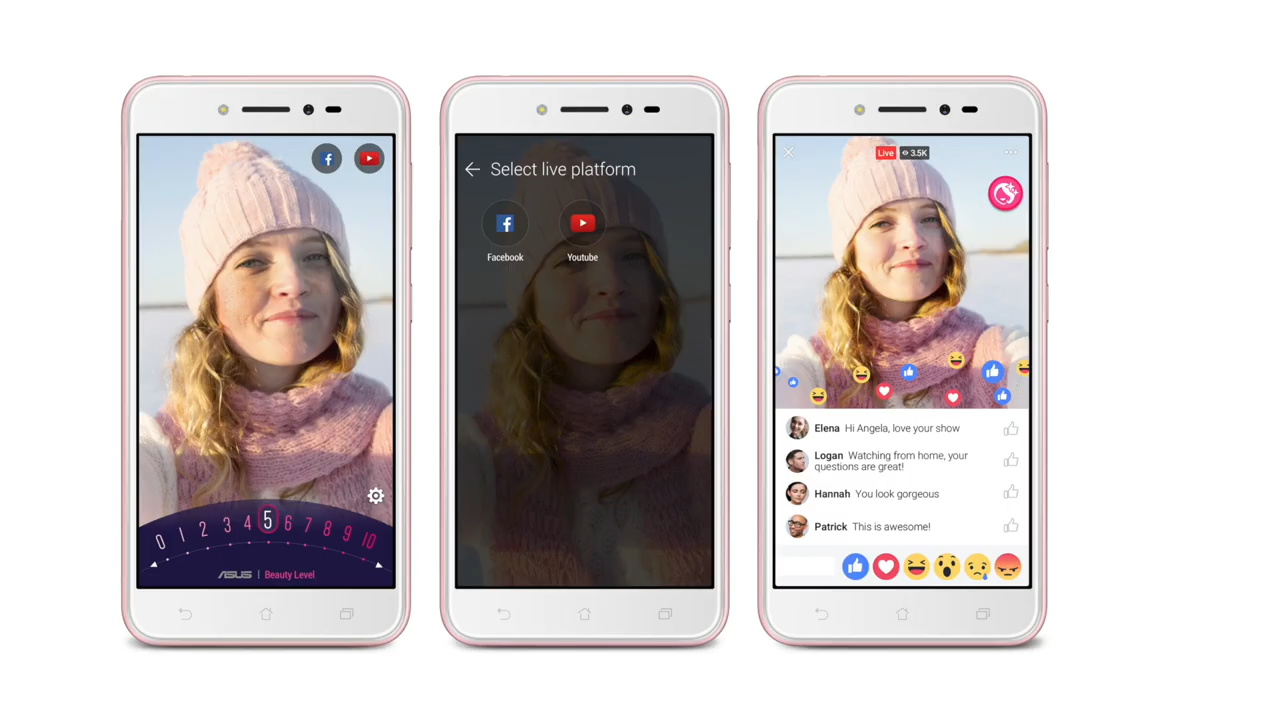 0 1 2 3 4 5 6 7 8 9 10
ASUS | Beauty Level
Select live platform
Facebook
Youtube
Live 3.5K
Elena Hi Angela, love your show
Logan Watching from home, your
questions are great!
Hannah You look gorgeous
Patrick This is awesome!